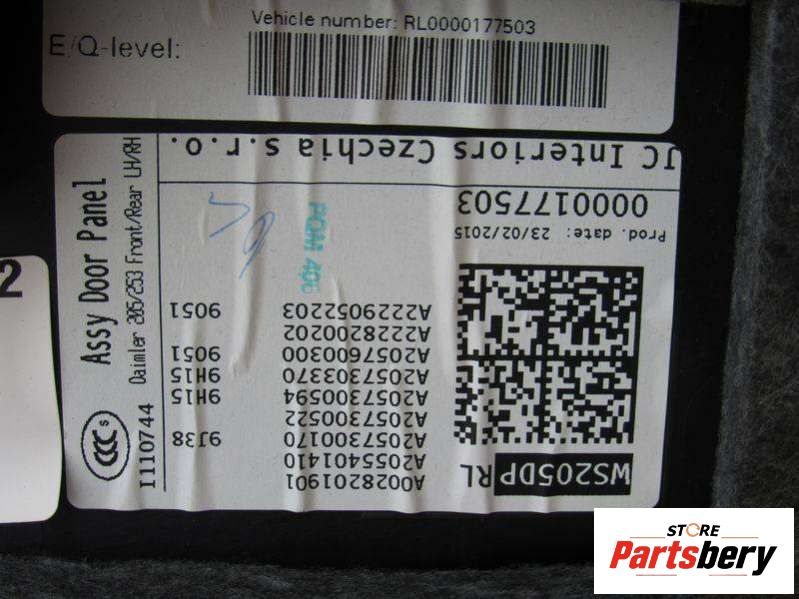 Vehicle number: RL0000177503
E/Q-level:
2
WS205DP RL
A0028201901
A2055401410
A2057300170 9J38
A2057300522
A2057300594 9H15
A2057303370 9H15
A2057600300 9051
A2228200202
A2229052203 9051
Prod. date: 23/02/2015
0000177503
JC Interiors Czechia s.r.o.
Assy Door Panel
Daimler 205/253 Front/Rear LH/RH
CCC S
I110744
STORE
Partsbery